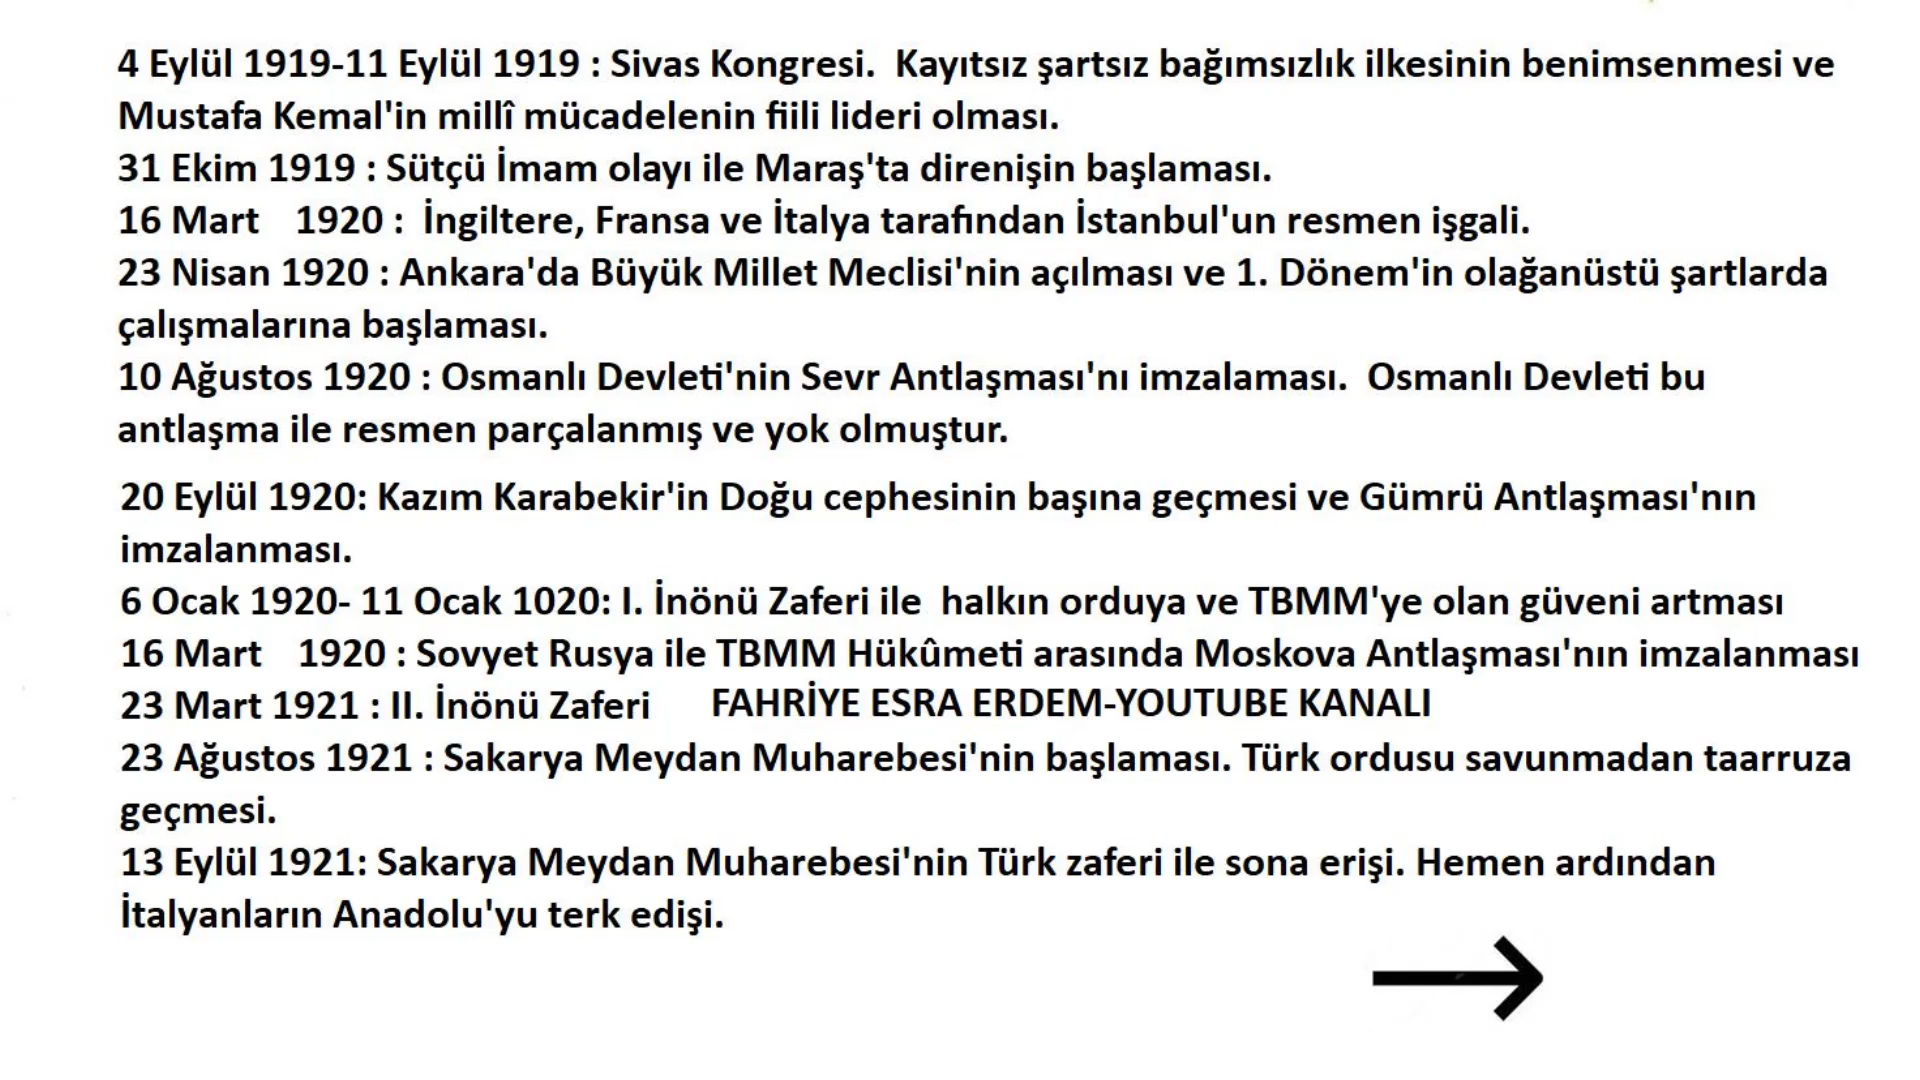 4 Eylül 1919-11 Eylül 1919 : Sivas Kongresi.  Kayıtsız şartsız bağımsızlık ilkesinin benimsenmesi ve
Mustafa Kemal'in millî mücadelenin fiili lideri olması.
31 Ekim 1919 : Sütçü İmam olayı ile Maraş'ta direnişin başlaması.
16 Mart   1920 :  İngiltere, Fransa ve İtalya tarafından İstanbul'un resmen işgali.
23 Nisan 1920 : Ankara'da Büyük Millet Meclisi'nin açılması ve 1. Dönem'in olağanüstü şartlarda
çalışmalarına başlaması.
10 Ağustos 1920 : Osmanlı Devleti'nin Sevr Antlaşması'nı imzalaması.  Osmanlı Devleti bu
antlaşma ile resmen parçalanmış ve yok olmuştur.
20 Eylül 1920: Kazım Karabekir'in Doğu cephesinin başına geçmesi ve Gümrü Antlaşması'nın
imzalanması.
6 Ocak 1920- 11 Ocak 1020: I. İnönü Zaferi ile  halkın orduya ve TBMM'ye olan güveni artması
16 Mart   1920 : Sovyet Rusya ile TBMM Hükûmeti arasında Moskova Antlaşması'nın imzalanması
23 Mart 1921 : II. İnönü Zaferi     FAHRİYE ESRA ERDEM-YOUTUBE KANALI
23 Ağustos 1921 : Sakarya Meydan Muharebesi'nin başlaması. Türk ordusu savunmadan taarruza
geçmesi.
13 Eylül 1921: Sakarya Meydan Muharebesi'nin Türk zaferi ile sona erişi. Hemen ardından
İtalyanların Anadolu'yu terk edişi.